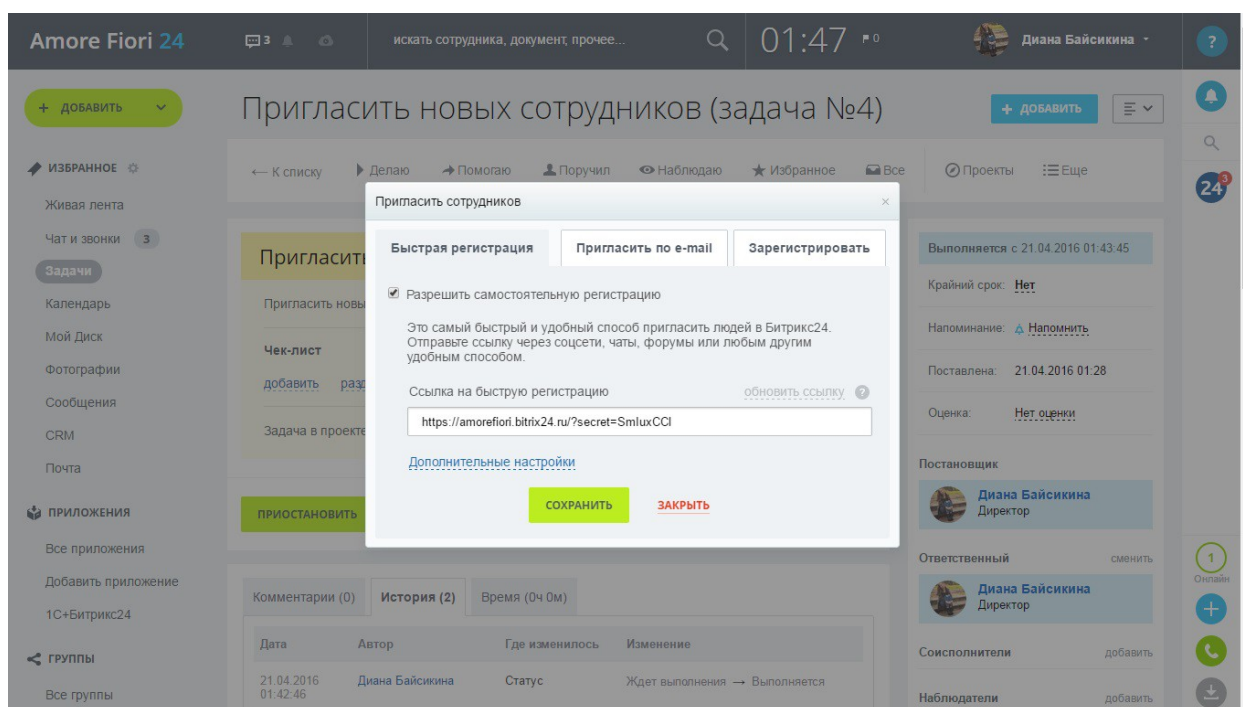 Amore Fiori 24
3
искать сотрудника, документ, прочее...
01:47
0
Диана Байсикина
?
+ ДОБАВИТЬ
Пригласить новых сотрудников (задача №4)
+ ДОБАВИТЬ
ИЗБРАННОЕ
Живая лента
Чат и звонки 3
Задачи
Календарь
Мой Диск
Фотографии
Сообщения
CRM
Почта
ПРИЛОЖЕНИЯ
Все приложения
Добавить приложение
1С+Битрикс24
ГРУППЫ
Все группы
← К списку
Делаю
Помогаю
Поручил
Наблюдаю
Избранное
Все
Проекты
Еще
Пригласить
Пригласить новы
Чек-лист
добавить разд
Задача в проекте
ПРИОСТАНОВИТЬ
Пригласить сотрудников ×
Быстрая регистрация
Пригласить по e-mail
Зарегистрировать
Разрешить самостоятельную регистрацию
Это самый быстрый и удобный способ пригласить людей в Битрикс24.
Отправьте ссылку через соцсети, чаты, форумы или любым другим
удобным способом.
Ссылка на быструю регистрацию
обновить ссылку ?
https://amorefiori.bitrix24.ru/?secret=SmIuxCCl
Дополнительные настройки
СОХРАНИТЬ
ЗАКРЫТЬ
Комментарии (0)
История (2)
Время (0ч 0м)
Дата Автор Где изменилось Изменение
21.04.2016 Диана Байсикина Статус Ждет выполнения → Выполняется
01:42:46
Выполняется с 21.04.2016 01:43:45
Крайний срок: Нет
Напоминание: Напомнить
Поставлена: 21.04.2016 01:28
Оценка: Нет оценки
Постановщик
Диана Байсикина
Директор
Ответственный сменить
Диана Байсикина
Директор
Соисполнители добавить
Наблюдатели добавить
24
3
1
Онлайн